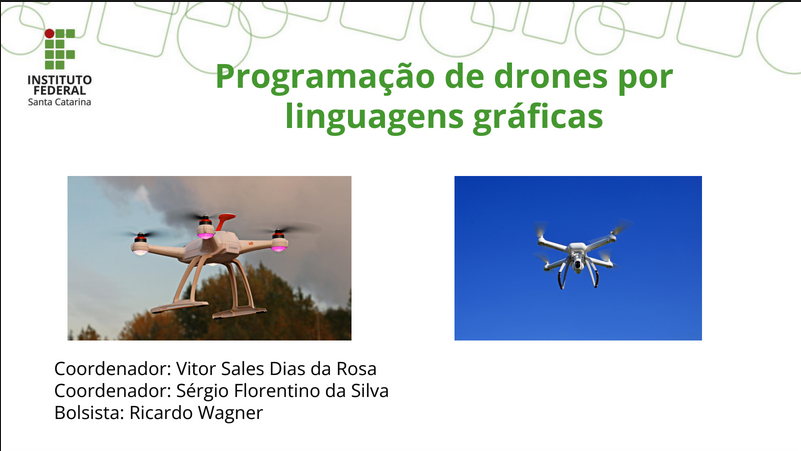 INSTITUTO
FEDERAL
Santa Catarina
Programação de drones por
linguagens gráficas
Coordenador: Vitor Sales Dias da Rosa
Coordenador: Sérgio Florentino da Silva
Bolsista: Ricardo Wagner